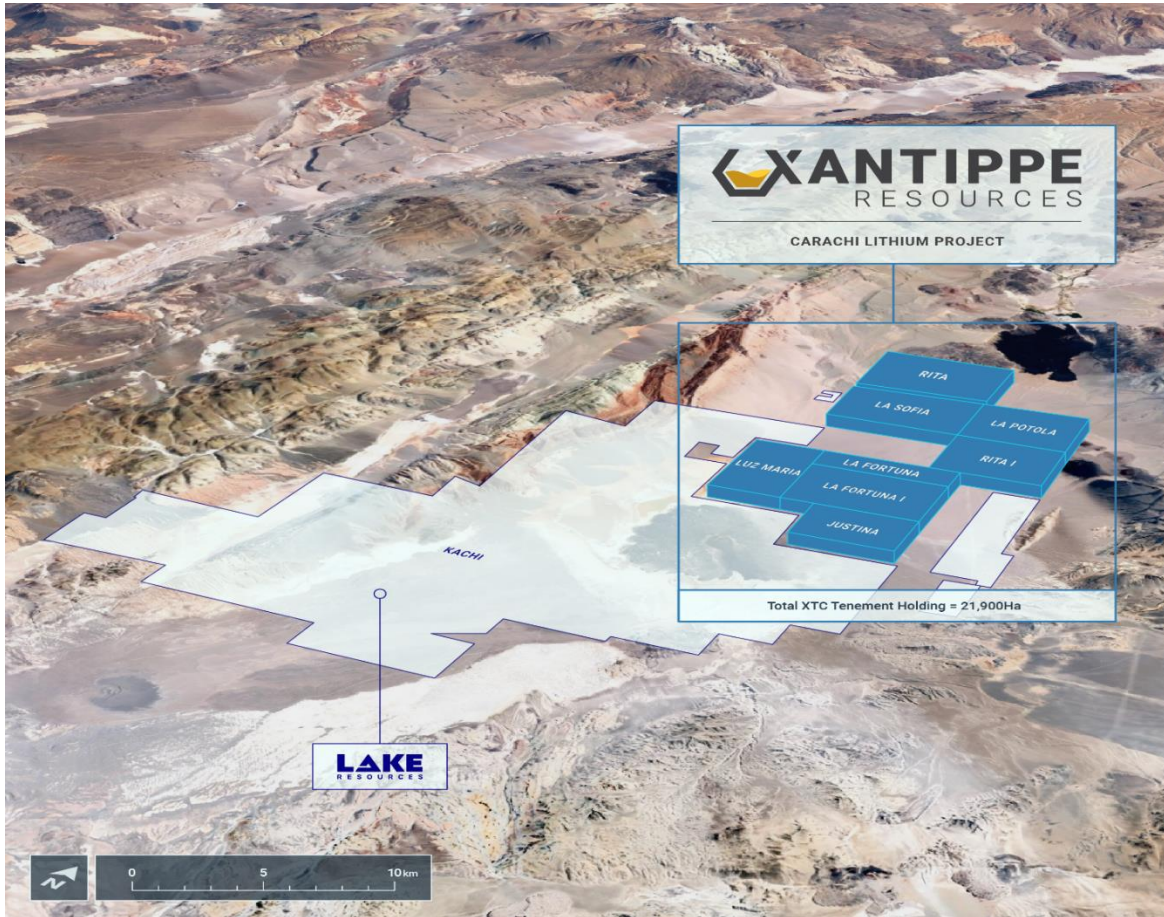 XANTIPPE
RESOURCES
CARACHI LITHIUM PROJECT
RITA
LA SOFIA
LA POTOLA
RITA I
LUZ MARIA
LA FORTUNA
LA FORTUNA I
JUSTINA
KACHI
Total XTC Tenement Holding = 21,900Ha
LAKE
RESOURCES
N
0 5 10km